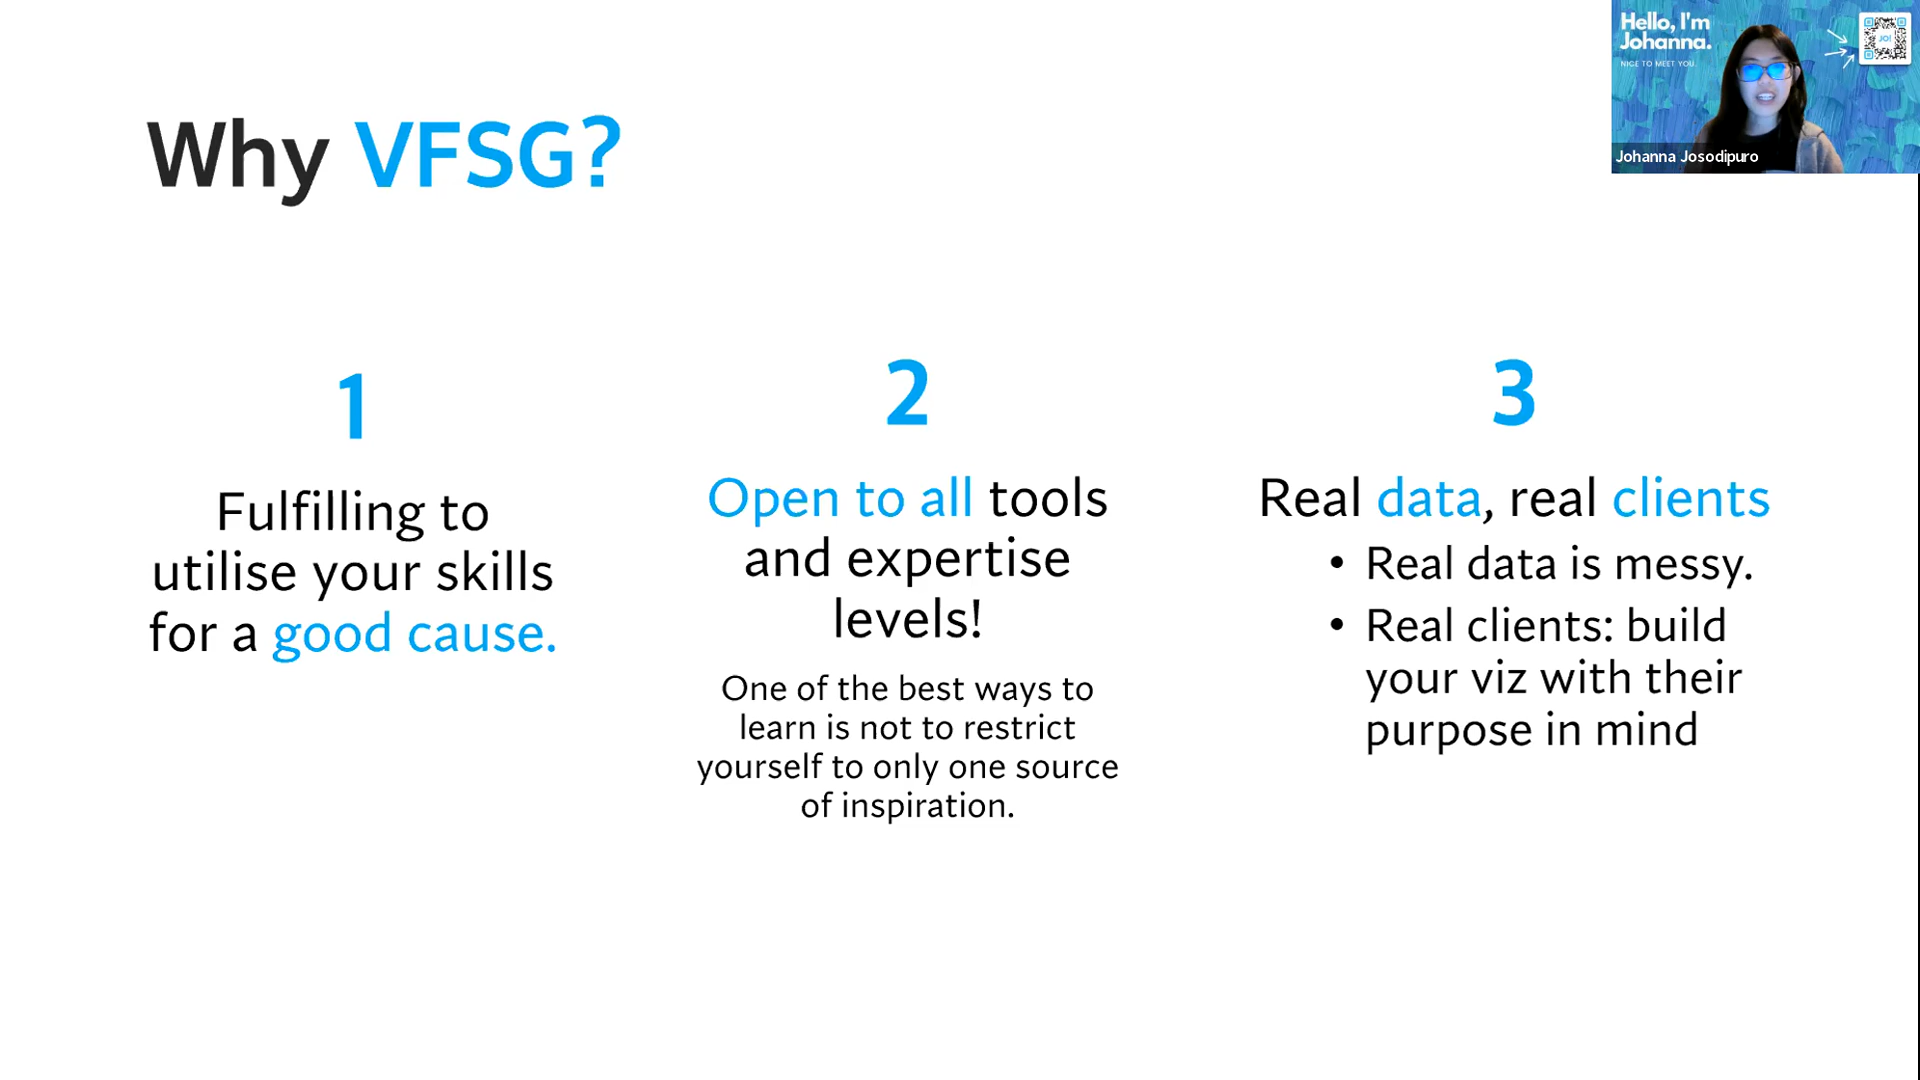 Why VFSG?
1
Fulfilling to
utilise your skills
for a good cause.
2
Open to all tools
and expertise
levels!
One of the best ways to
learn is not to restrict
yourself to only one source
of inspiration.
3
Real data, real clients
• Real data is messy.
• Real clients: build
your viz with their
purpose in mind
Hello, I'm
Johanna.
NICE TO MEET YOU.
JO!
Johanna Josodipuro